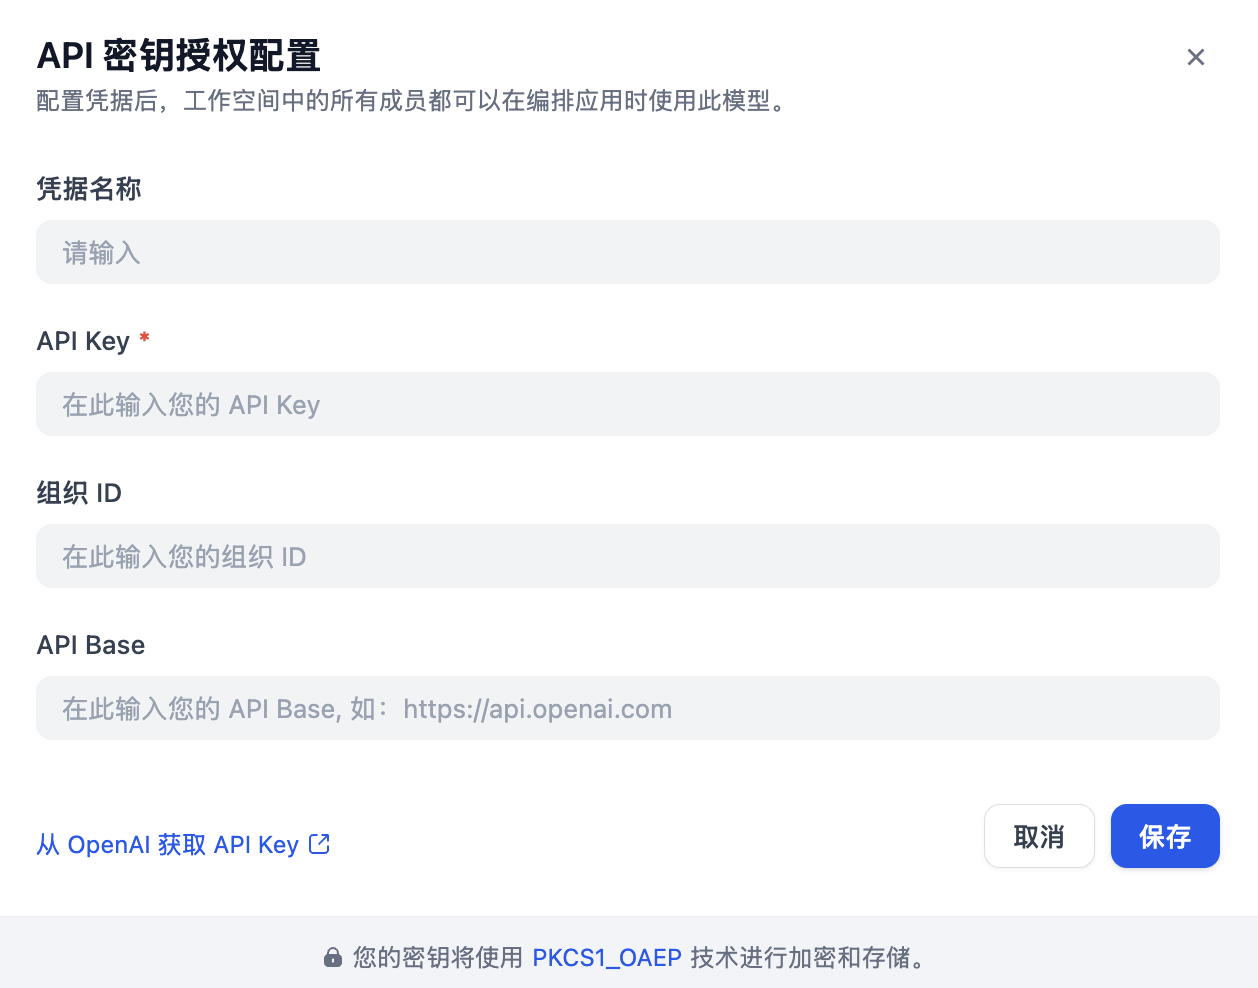 API 密钥授权配置
配置凭据后，工作空间中的所有成员都可以在编排应用时使用此模型。
凭据名称
请输入
API Key *
在此输入您的 API Key
组织 ID
在此输入您的组织 ID
API Base
在此输入您的 API Base, 如：https://api.openai.com
从 OpenAI 获取 API Key
取消
保存
您的密钥将使用 PKCS1_OAEP 技术进行加密和存储。